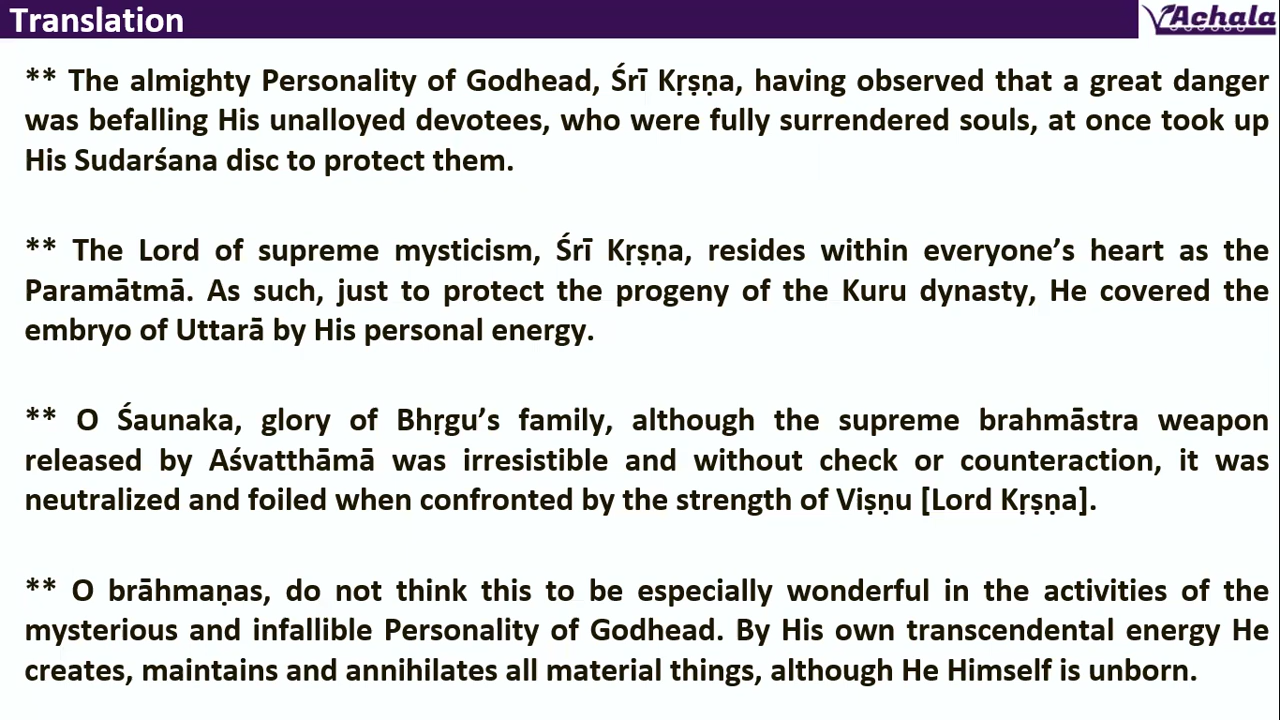 Translation
Achala
** The almighty Personality of Godhead, Śrī Kṛṣṇa, having observed that a great danger
was befalling His unalloyed devotees, who were fully surrendered souls, at once took up
His Sudarśana disc to protect them.
** The Lord of supreme mysticism, Śrī Kṛṣṇa, resides within everyone’s heart as the
Paramātmā. As such, just to protect the progeny of the Kuru dynasty, He covered the
embryo of Uttarā by His personal energy.
** O Śaunaka, glory of Bhṛgu’s family, although the supreme brahmāstra weapon
released by Aśvatthāmā was irresistible and without check or counteraction, it was
neutralized and foiled when confronted by the strength of Viṣṇu [Lord Kṛṣṇa].
** O brāhmaṇas, do not think this to be especially wonderful in the activities of the
mysterious and infallible Personality of Godhead. By His own transcendental energy He
creates, maintains and annihilates all material things, although He Himself is unborn.